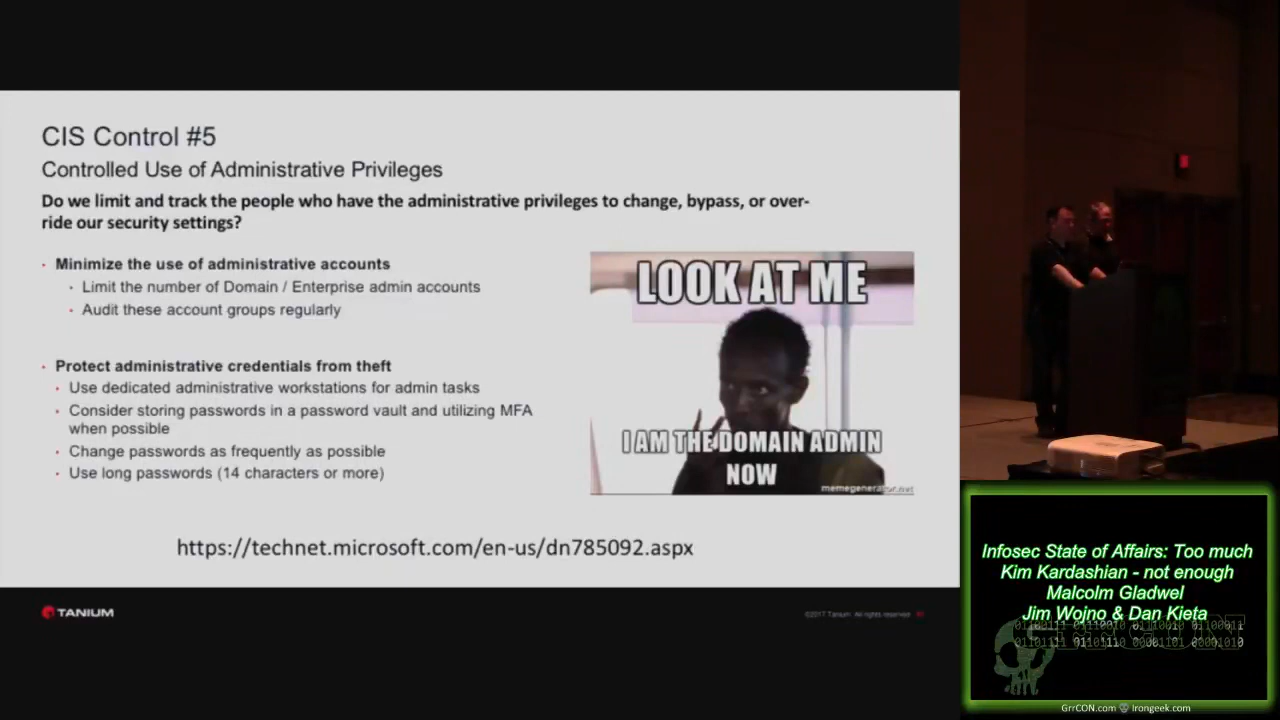 CIS Control #5
Controlled Use of Administrative Privileges
Do we limit and track the people who have the administrative privileges to change, bypass, or over-
ride our security settings?
Minimize the use of administrative accounts
Limit the number of Domain / Enterprise admin accounts
Audit these account groups regularly
Protect administrative credentials from theft
Use dedicated administrative workstations for admin tasks
Consider storing passwords in a password vault and utilizing MFA
when possible
Change passwords as frequently as possible
Use long passwords (14 characters or more)
LOOK AT ME
I AM THE DOMAIN ADMIN
NOW
memegenerator.net
https://technet.microsoft.com/en-us/dn785092.aspx
TANIUM
©2017 Tanium. All rights reserved.
Infosec State of Affairs: Too much
Kim Kardashian - not enough
Malcolm Gladwel
Jim Wojno & Dan Kieta
GRRCON
GrrCON.com Irongeek.com